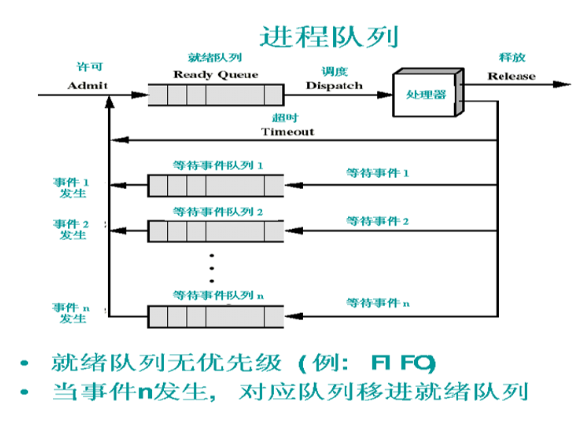 进程队列
许可
Admit
就绪队列
Ready Queue
调度
Dispatch
处理器
释放
Release
超时
Timeout
事件 1
发生
等待事件队列 1
等待事件 1
事件 2
发生
等待事件队列 2
等待事件 2
事件 n
发生
等待事件队列 n
等待事件 n
• 就绪队列无优先级（例：FIFO)
• 当事件n发生，对应队列移进就绪队列